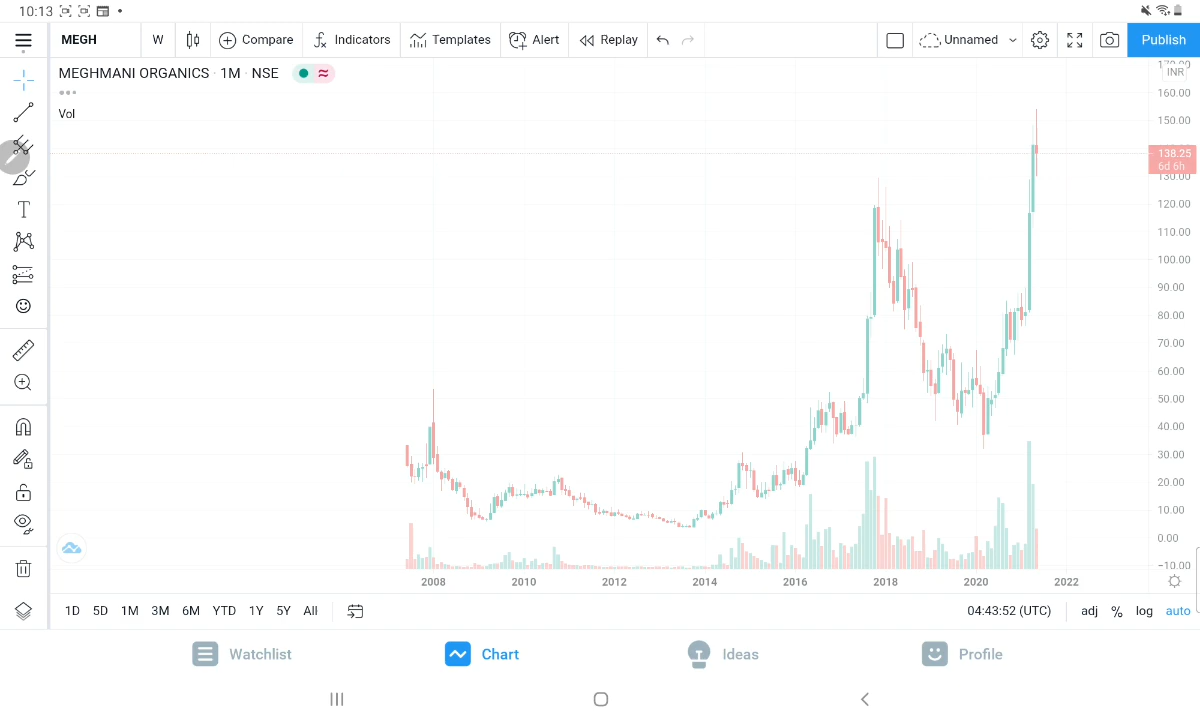 10:13
MEGH W Compare Indicators Templates Alert Replay Unnamed Publish
MEGHMANI ORGANICS · 1M · NSE
Vol
INR
160.00
150.00
138.25
6d 6h
130.00
120.00
110.00
100.00
90.00
80.00
70.00
60.00
50.00
40.00
30.00
20.00
10.00
0.00
−10.00
2008 2010 2012 2014 2016 2018 2020 2022
1D 5D 1M 3M 6M YTD 1Y 5Y All 04:43:52 (UTC) adj % log auto
Watchlist Chart Ideas Profile